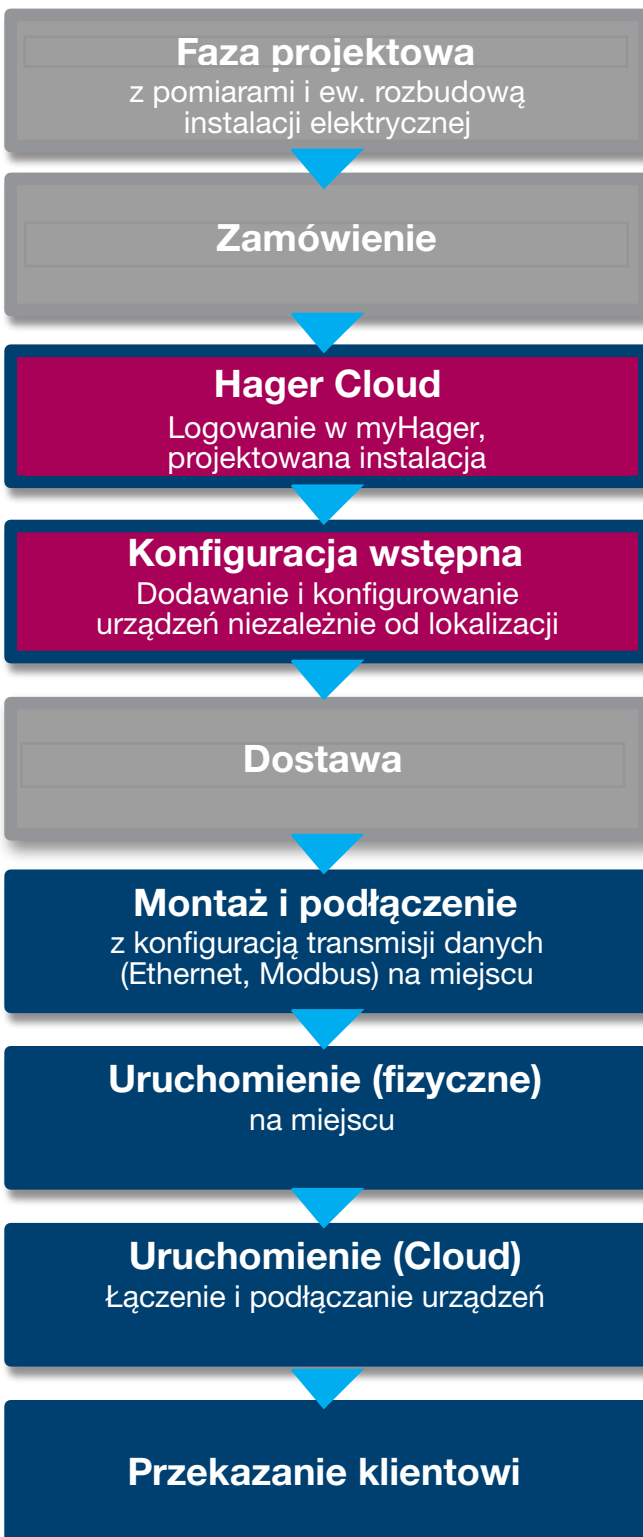 Faza projektowa
z pomiarami i ew. rozbudową
instalacji elektrycznej
Zamówienie
Hager Cloud
Logowanie w myHager,
projektowana instalacja
Konfiguracja wstępna
Dodawanie i konfigurowanie
urządzeń niezależnie od lokalizacji
Dostawa
Montaż i podłączenie
z konfiguracją transmisji danych
(Ethernet, Modbus) na miejscu
Uruchomienie (fizyczne)
na miejscu
Uruchomienie (Cloud)
Łączenie i podłączanie urządzeń
Przekazanie klientowi